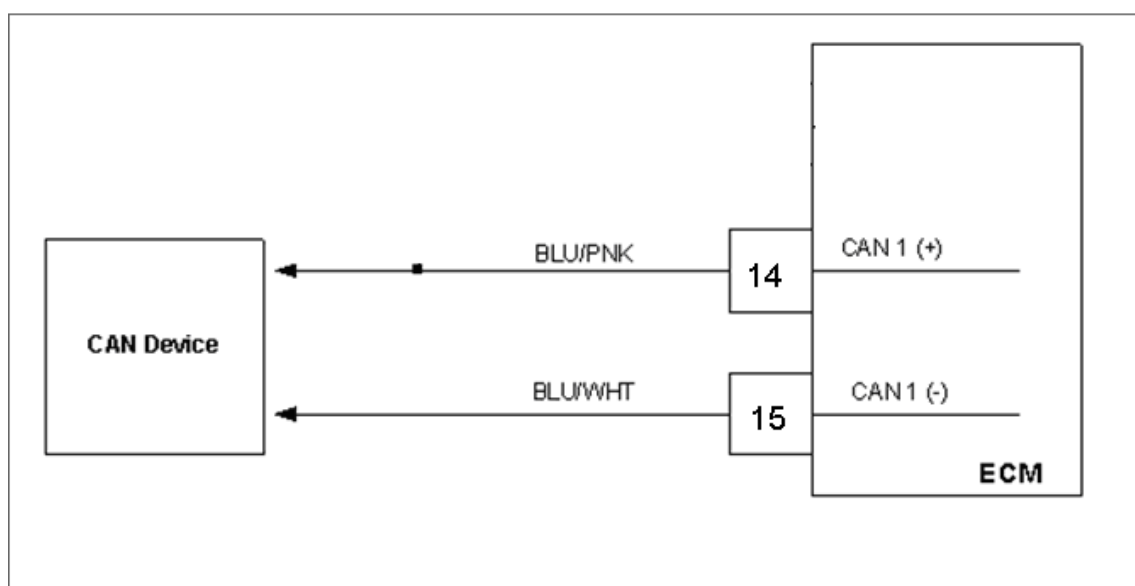 BLU/PNK
14
CAN 1 (+)
CAN Device
BLU/WHT
15
CAN 1 (-)
ECM